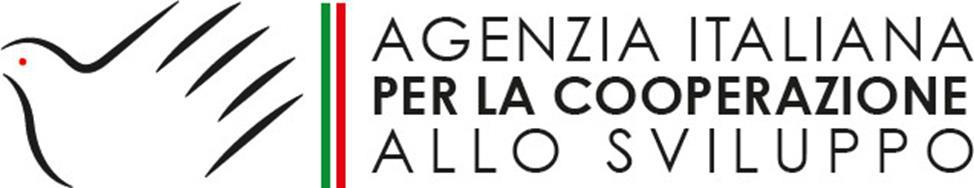 AGENZIA ITALIANA
PER LA COOPERAZIONE
ALLO SVILUPPO